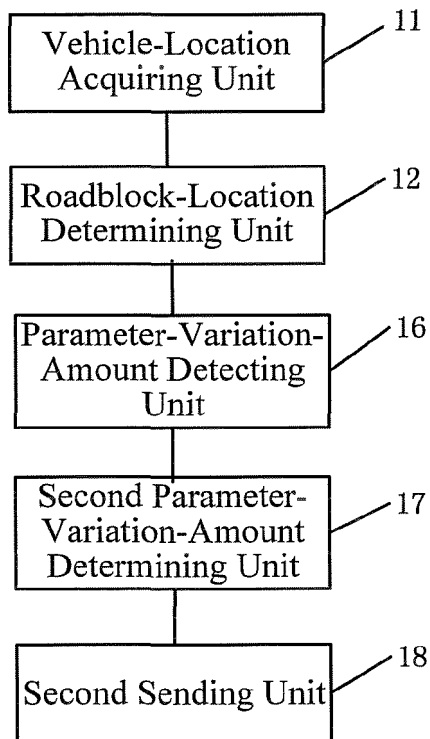 11
Vehicle-Location
Acquiring Unit
12
Roadblock-Location
Determining Unit
16
Parameter-Variation-
Amount Detecting
Unit
17
Second Parameter-
Variation-Amount
Determining Unit
18
Second Sending Unit